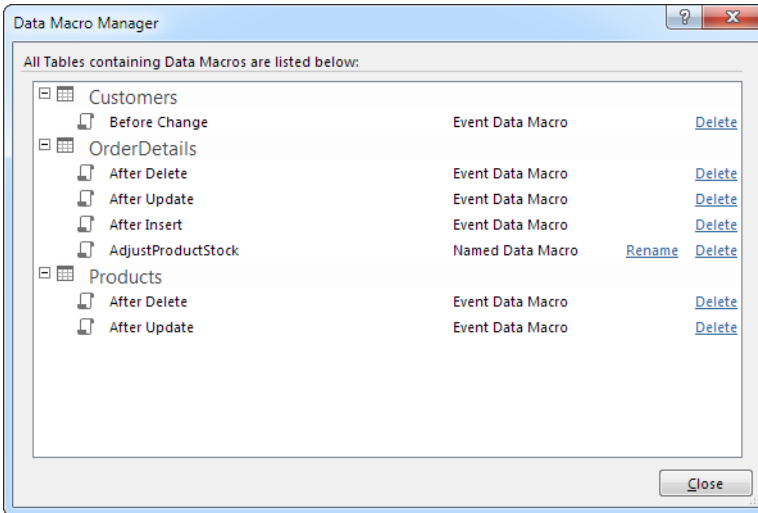 Data Macro Manager
All Tables containing Data Macros are listed below:
Customers
Before Change Event Data Macro Delete
OrderDetails
After Delete Event Data Macro Delete
After Update Event Data Macro Delete
After Insert Event Data Macro Delete
AdjustProductStock Named Data Macro Rename Delete
Products
After Delete Event Data Macro Delete
After Update Event Data Macro Delete
Close